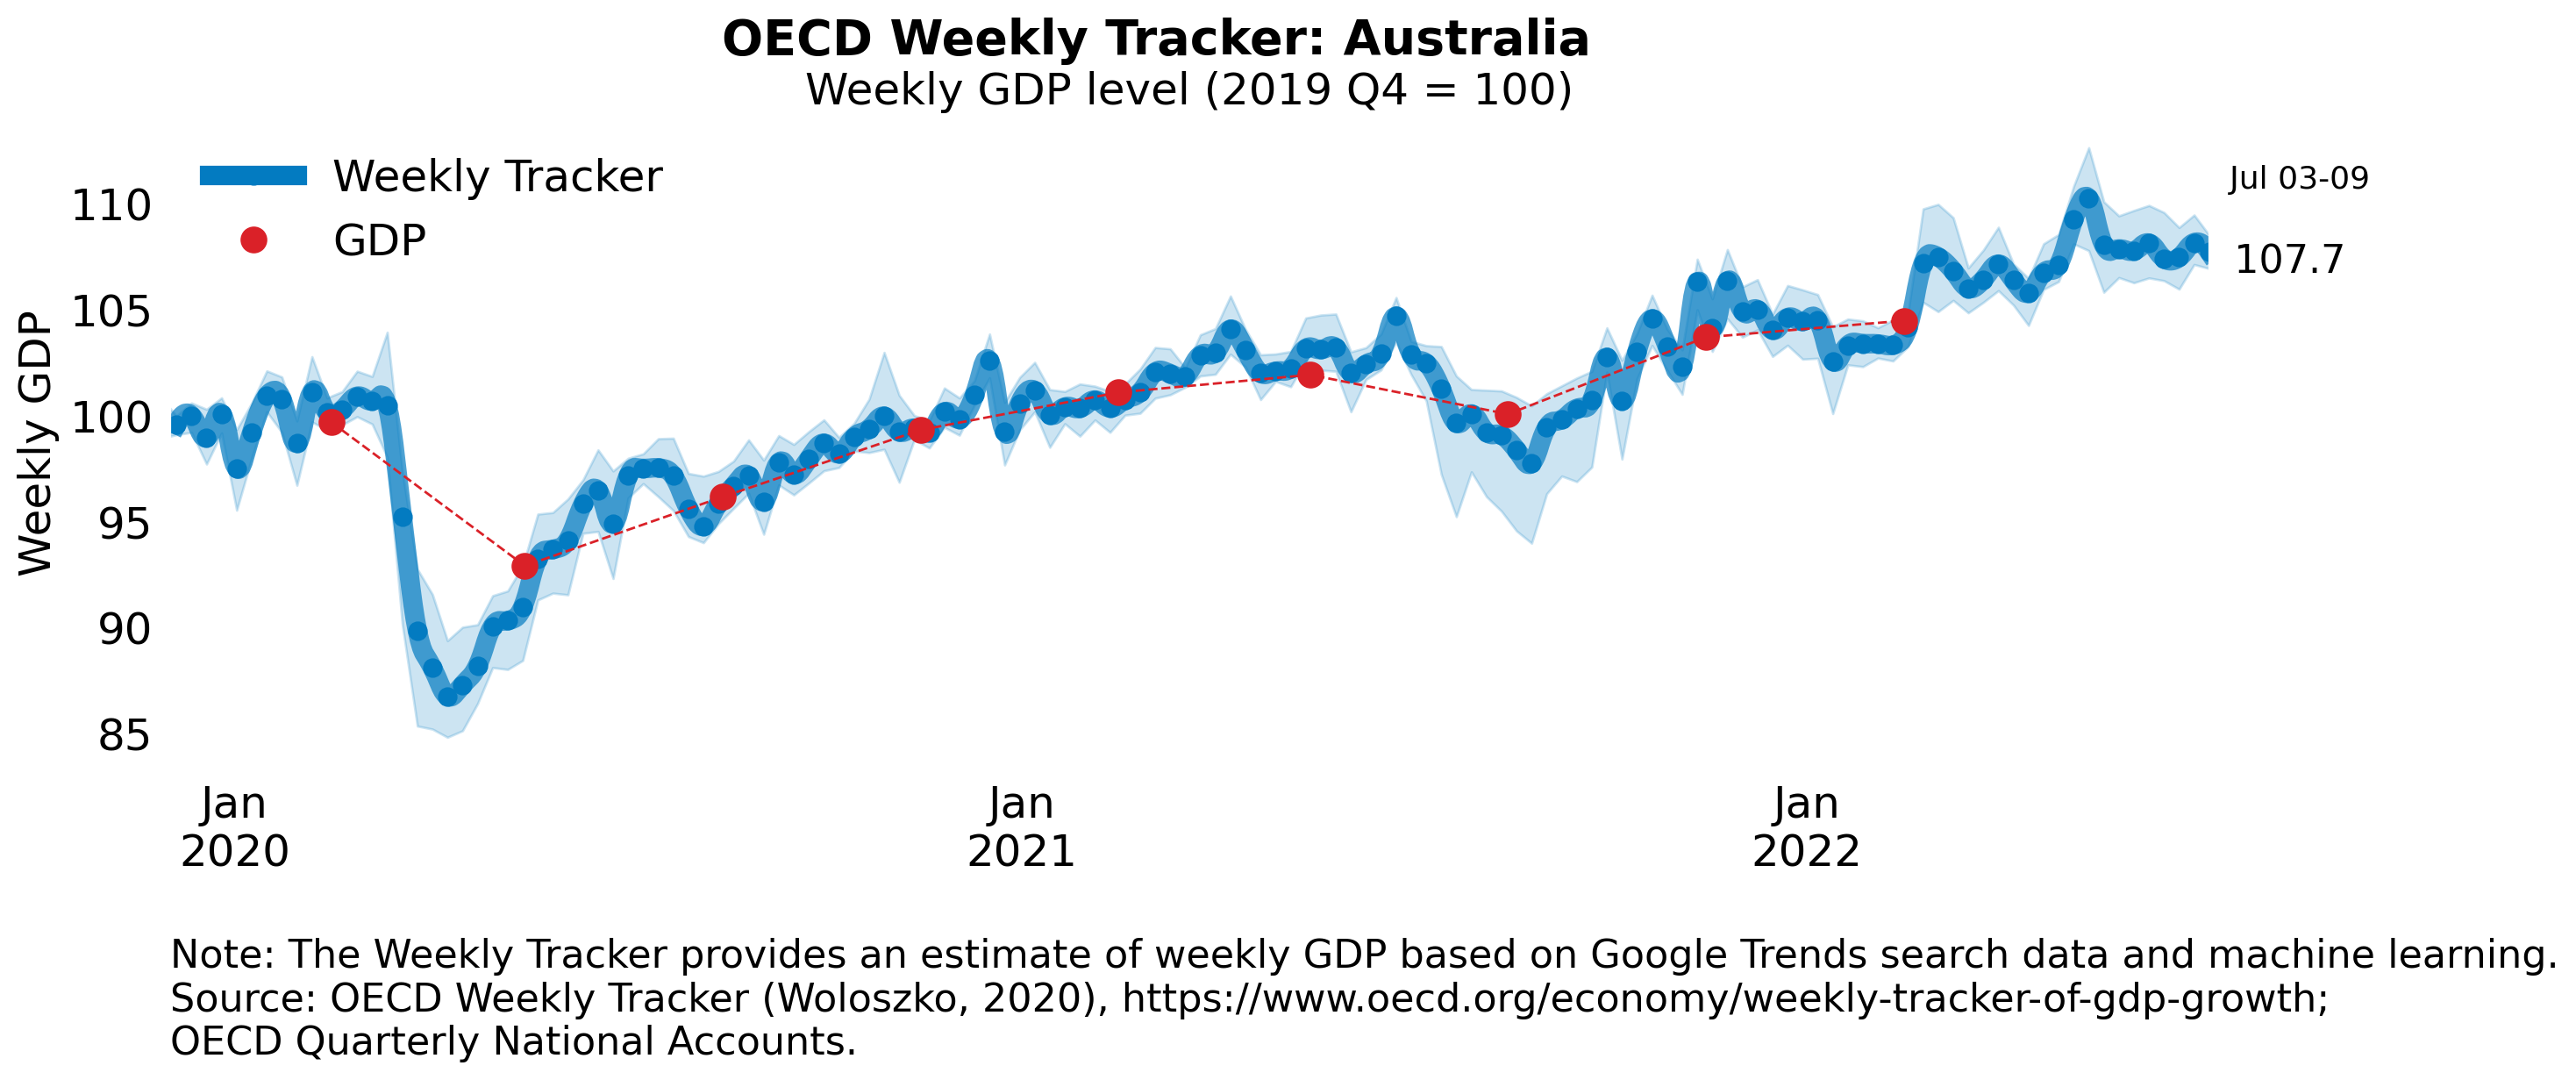 OECD Weekly Tracker: Australia
Weekly GDP level (2019 Q4 = 100)
Weekly Tracker
GDP
Jul 03-09
107.7
Weekly GDP
110
105
100
95
90
85
Jan
2020
Jan
2021
Jan
2022
Note: The Weekly Tracker provides an estimate of weekly GDP based on Google Trends search data and machine learning.
Source: OECD Weekly Tracker (Woloszko, 2020), https://www.oecd.org/economy/weekly-tracker-of-gdp-growth;
OECD Quarterly National Accounts.